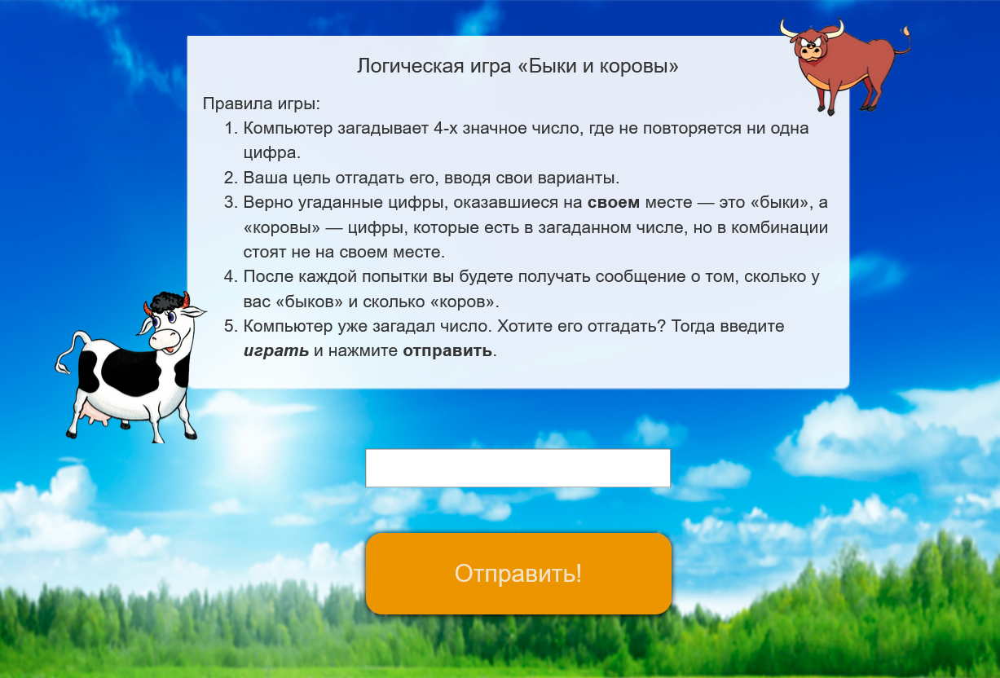 Логическая игра «Быки и коровы»
Правила игры:
1. Компьютер загадывает 4-х значное число, где не повторяется ни одна
цифра.
2. Ваша цель отгадать его, вводя свои варианты.
3. Верно угаданные цифры, оказавшиеся на своем месте — это «быки», а
«коровы» — цифры, которые есть в загаданном числе, но в комбинации
стоят не на своем месте.
4. После каждой попытки вы будете получать сообщение о том, сколько у
вас «быков» и сколько «коров».
5. Компьютер уже загадал число. Хотите его отгадать? Тогда введите
играть и нажмите отправить.
Отправить!